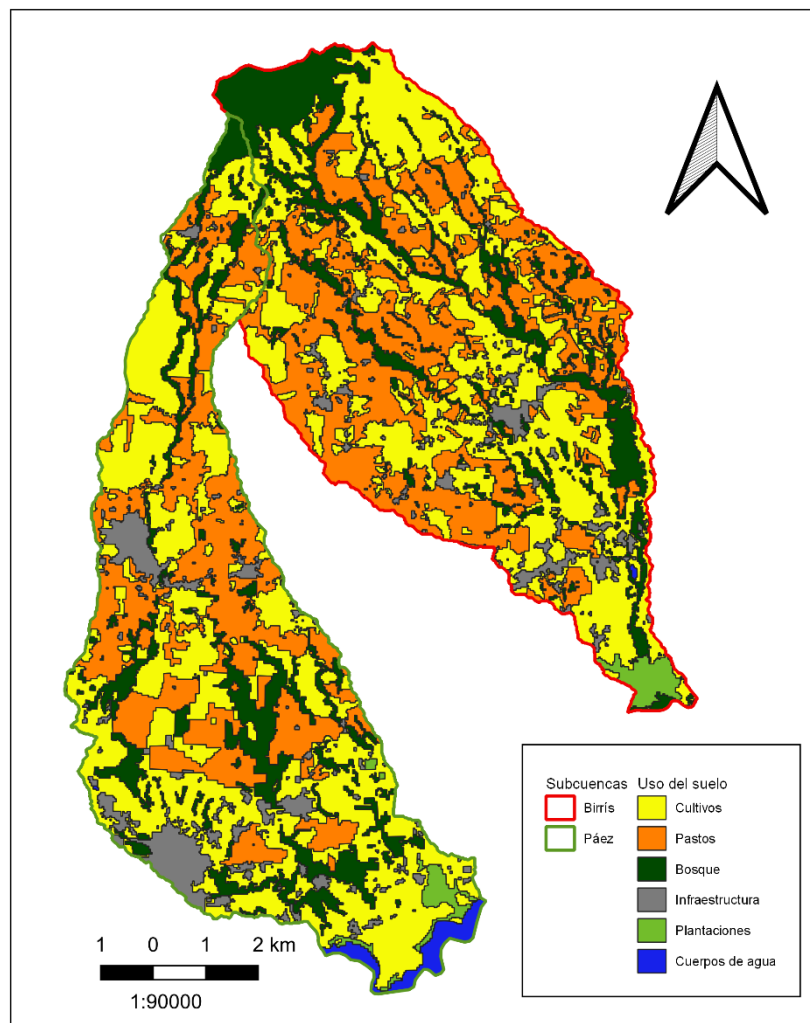 Subcuencas
Birrís
Páez
Uso del suelo
Cultivos
Pastos
Bosque
Infraestructura
Plantaciones
Cuerpos de agua
1 0 1 2 km
1:90000